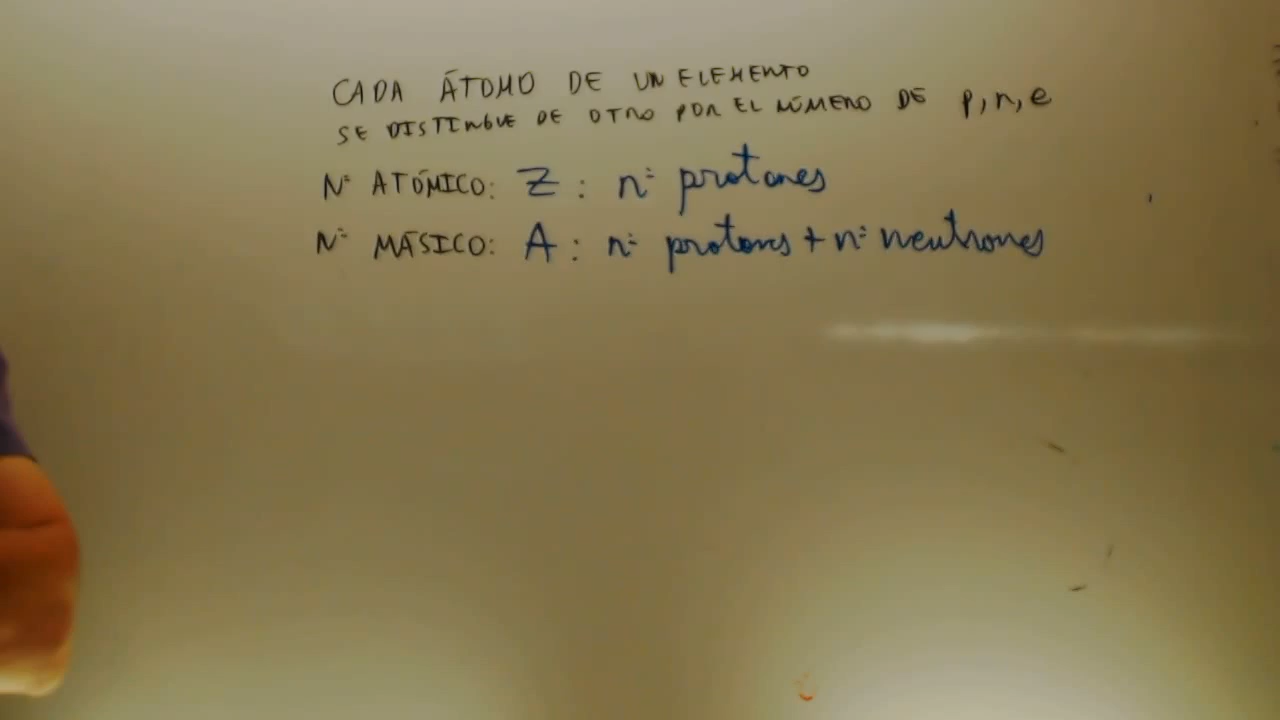 CADA ÁTOMO DE UN ELEMENTO
SE DISTINGUE DE OTRO POR EL NÚMERO DE p, n, e
Nº ATÓMICO: Z : nº protones
Nº MÁSICO: A : nº protones + nº neutrones